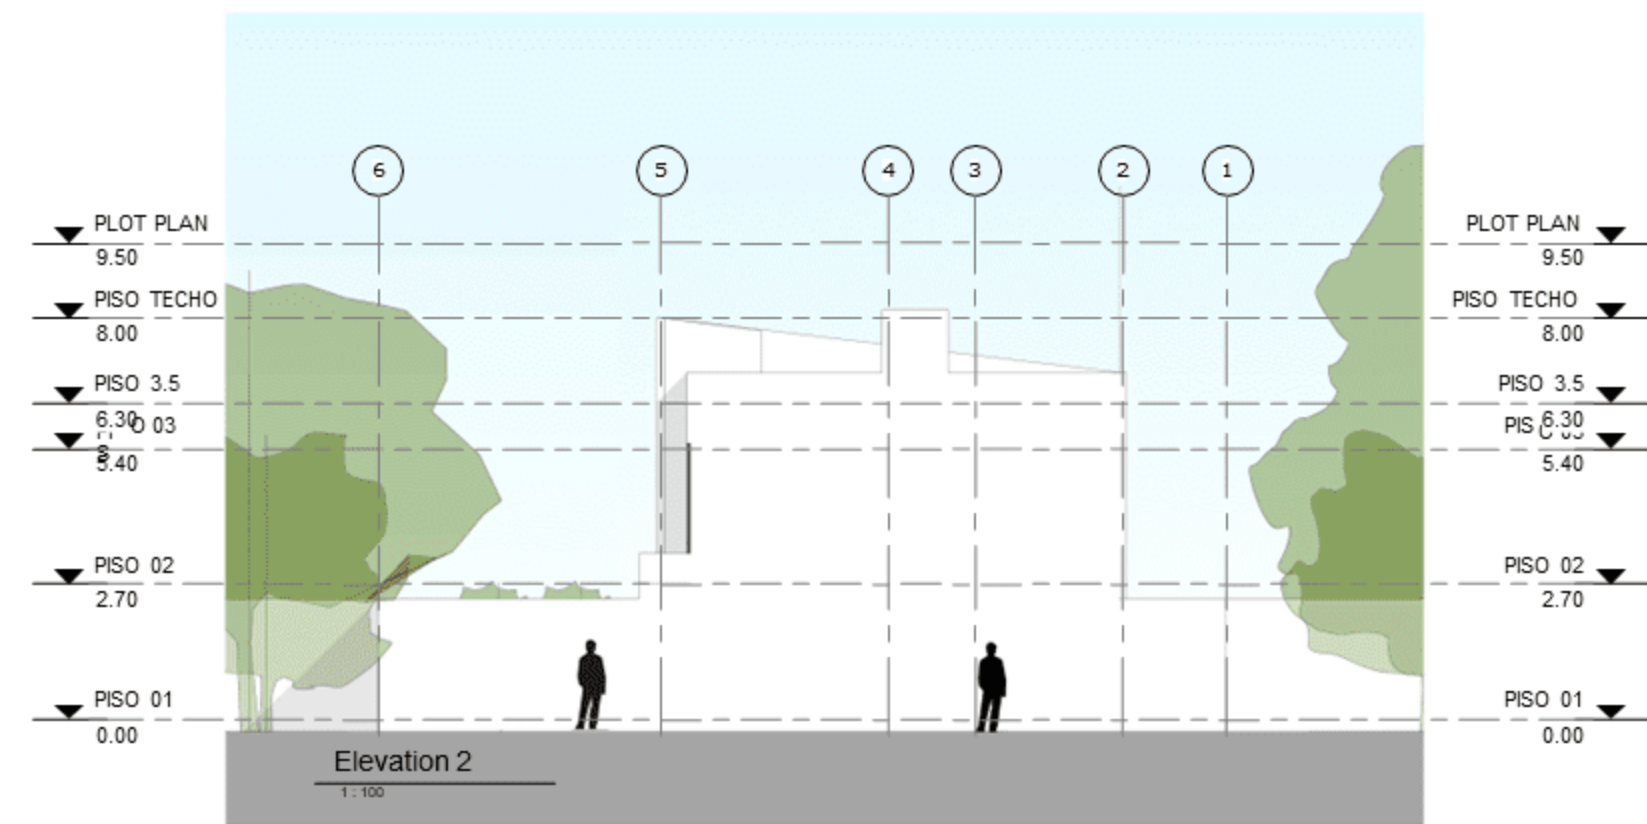 6 5 4 3 2 1
PLOT PLAN
9.50
PISO TECHO
8.00
PISO 3.5
6.30
O 03
5.40
PISO 02
2.70
PISO 01
0.00
PLOT PLAN
9.50
PISO TECHO
8.00
PISO 3.5
6.30
PIS
5.40
PISO 02
2.70
PISO 01
0.00
Elevation 2
1 : 100